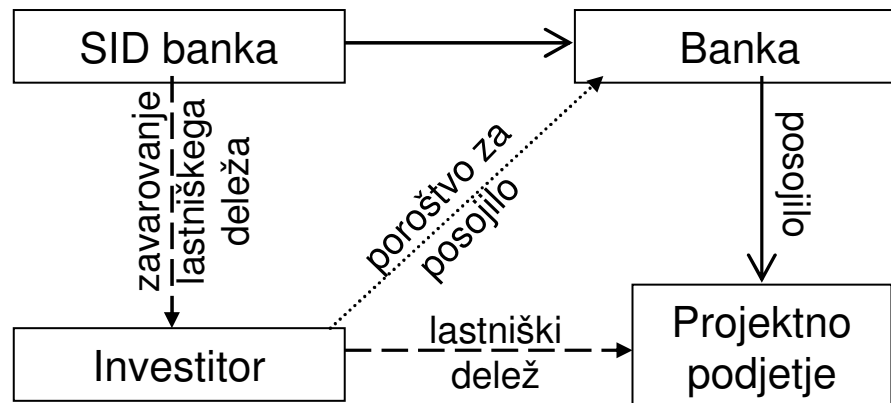 SID banka
Banka
zavarovanje
lastniškega
deleža
poroštvo za
posojilo
posojilo
Investitor
lastniški
delež
Projektno
podjetje